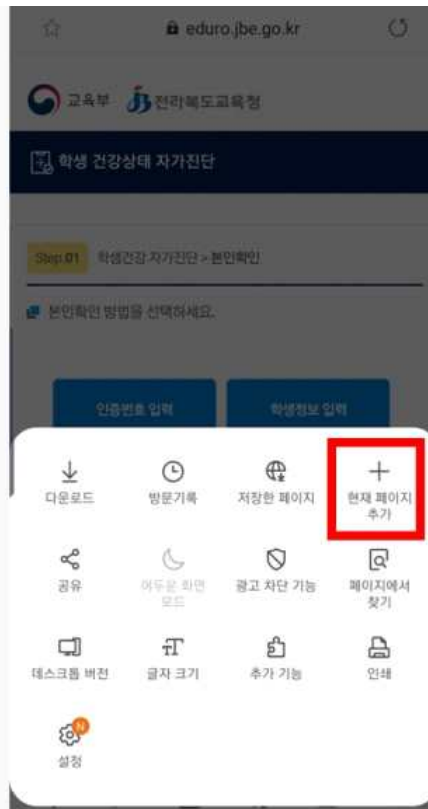 eduro.jbe.go.kr
교육부 전라북도교육청
학생 건강상태 자가진단
Step.01 학생건강 자가진단 > 본인확인
본인확인 방법을 선택하세요.
인증번호 입력 학생정보 입력
다운로드 방문기록 저장한 페이지 현재 페이지
추가
공유 어두운 화면 광고 차단 기능 페이지에서
모드 찾기
데스크톱 버전 글자 크기 추가 기능 인쇄
N
설정